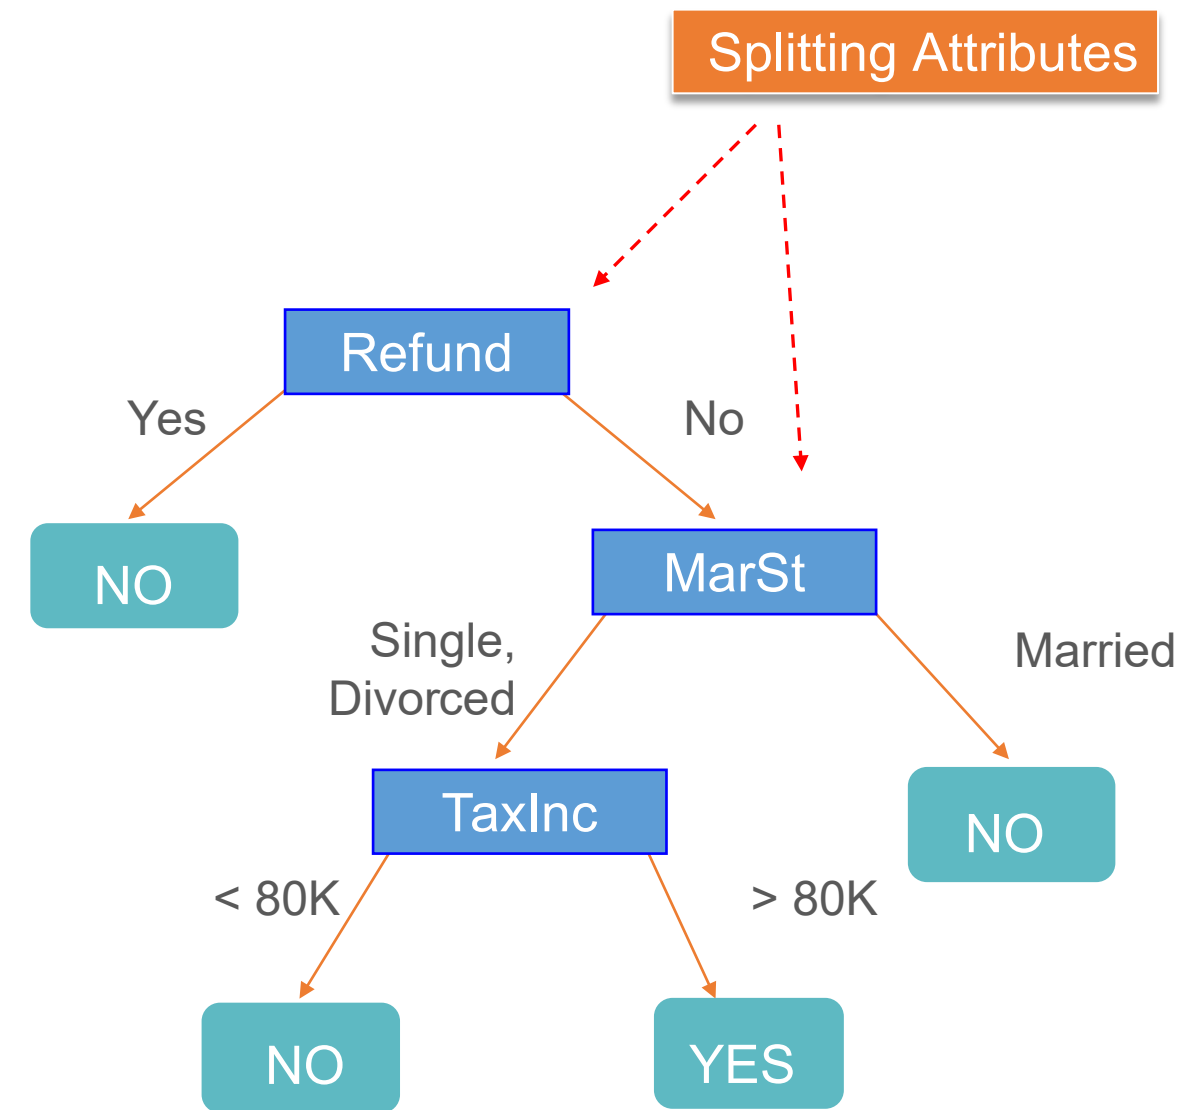 Splitting Attributes
Refund
Yes
No
NO
MarSt
Single,
Divorced
Married
TaxInc
NO
< 80K
> 80K
NO
YES